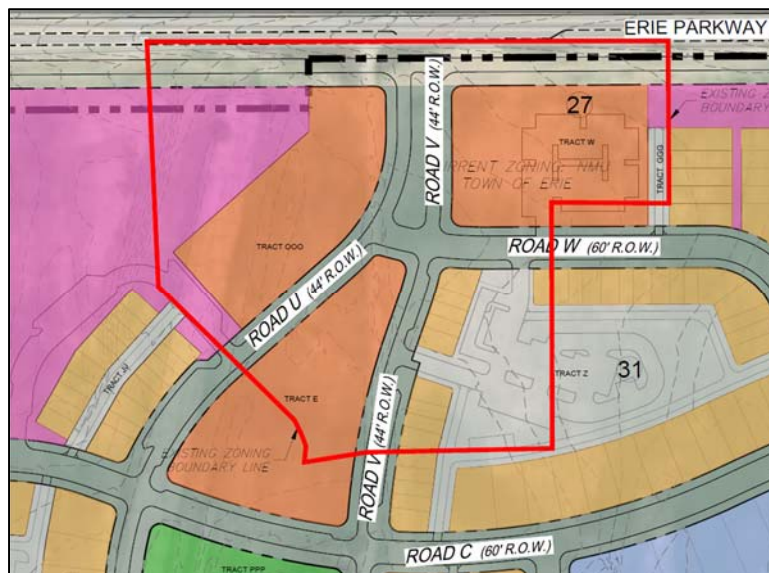 ERIE PARKWAY
27
EXISTING Z
BOUNDARY
TRACT W
RRENT ZONING: NMU
TOWN OF ERIE
TRACT GGG
ROAD V (44' R.O.W.)
TRACT OOO
ROAD W (60' R.O.W.)
ROAD U (44' R.O.W.)
TRACT JJ
TRACT Z
31
TRACT E
ROAD V (44' R.O.W.)
EXISTING ZONING
BOUNDARY LINE
ROAD C (60' R.O.W.)
TRACT PPP